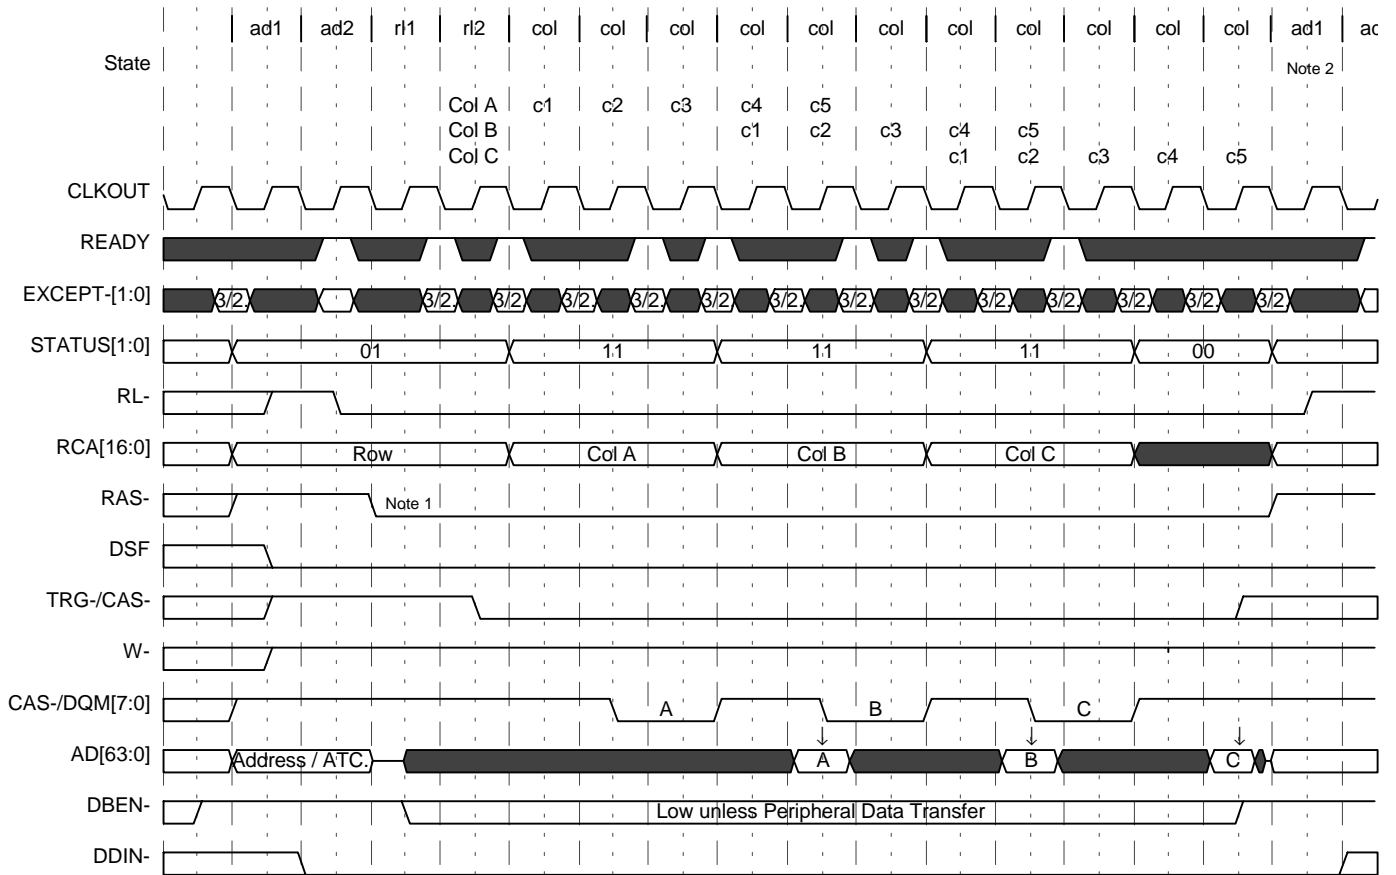 ad1 ad2 rl1 rl2 col col col col col col col col col col col ad1 ad
State Note 2
Col A c1 c2 c3 c4 c5
Col B c1 c2 c3 c4 c5
Col C c1 c2 c3 c4 c5
CLKOUT
READY
EXCEPT-[1:0] 3/2. 3/2. 3/2 3/2. 3/2. 3/2 3/2. 3/2. 3/2 3/2. 3/2. 3/2. 3/2. 3/2
STATUS[1:0] 01 11 11 11 00
RL-
RCA[16:0] Row Col A Col B Col C
RAS- Note 1
DSF
TRG-/CAS-
W-
CAS-/DQM[7:0] A B C
AD[63:0] Address / ATC. A B C
DBEN- Low unless Peripheral Data Transfer
DDIN-